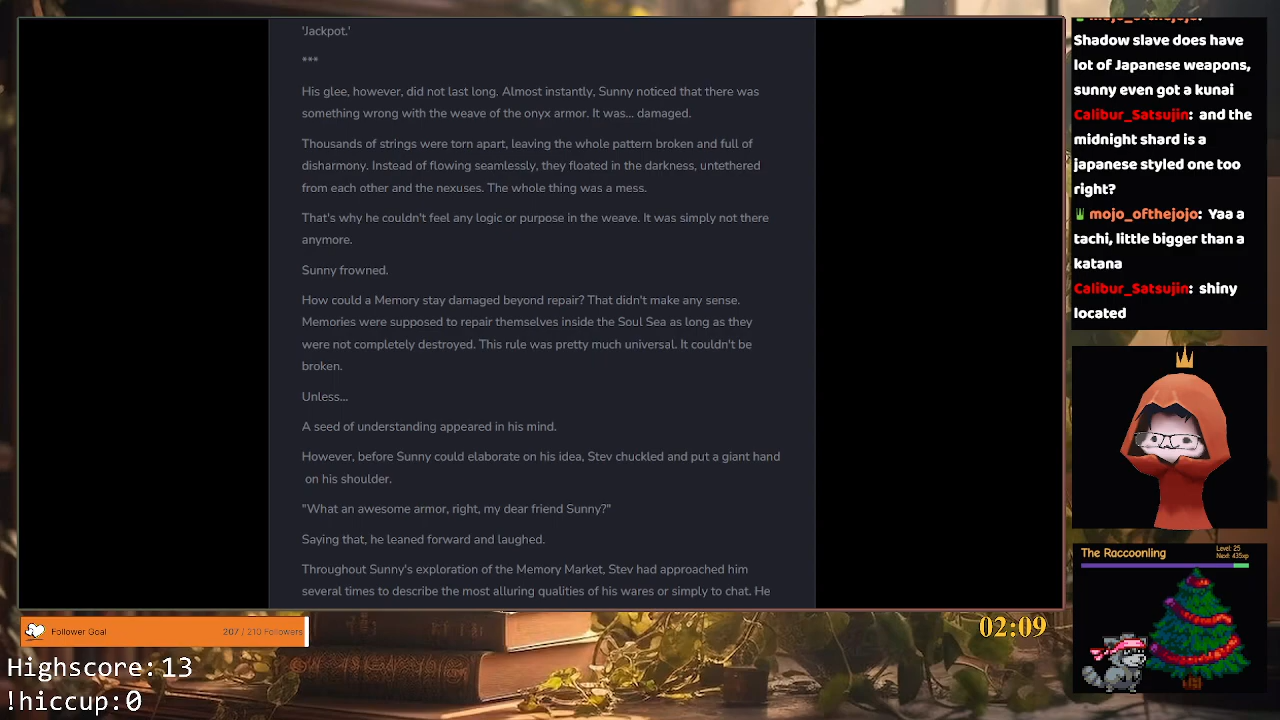 'Jackpot.'
***
His glee, however, did not last long. Almost instantly, Sunny noticed that there was
something wrong with the weave of the onyx armor. It was... damaged.
Thousands of strings were torn apart, leaving the whole pattern broken and full of
disharmony. Instead of flowing seamlessly, they floated in the darkness, untethered
from each other and the nexuses. The whole thing was a mess.
That's why he couldn't feel any logic or purpose in the weave. It was simply not there
anymore.
Sunny frowned.
How could a Memory stay damaged beyond repair? That didn't make any sense.
Memories were supposed to repair themselves inside the Soul Sea as long as they
were not completely destroyed. This rule was pretty much universal. It couldn't be
broken.
Unless...
A seed of understanding appeared in his mind.
However, before Sunny could elaborate on his idea, Stev chuckled and put a giant hand
on his shoulder.
"What an awesome armor, right, my dear friend Sunny?"
Saying that, he leaned forward and laughed.
Throughout Sunny's exploration of the Memory Market, Stev had approached him
several times to describe the most alluring qualities of his wares or simply to chat. He
mojo_ofthejojo:
Shadow slave does have
lot of Japanese weapons,
sunny even got a kunai
Calibur_Satsujin: and the
midnight shard is a
japanese styled one too
right?
mojo_ofthejojo: Yaa a
tachi, little bigger than a
katana
Calibur_Satsujin: shiny
located
The Raccoonling
Level: 25
Next: 435xp
Follower Goal
207 / 210 Followers
02:09
Highscore:13
!hiccup:0